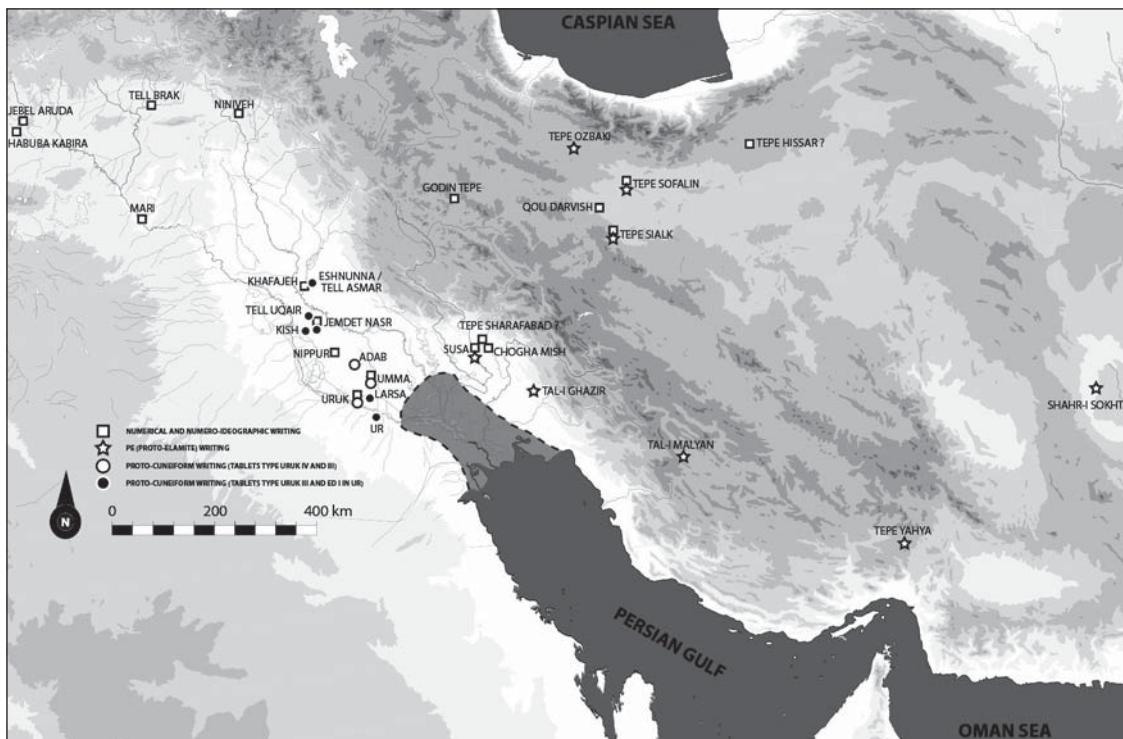 CASPIAN SEA
TELL BRAK
NINIVEH
JEBEL ARUDA
HABUBA KABIRA
TEPE OZBAKI
TEPE HISSAR ?
TEPE SOFALIN
GODIN TEPE
QOLI DARVISH
MARI
TEPE SIALK
KHAFAJEH
ESHNUNNA /
TELL ASMAR
TELL UQAIR
JEMDET NASR
KISH
TEPE SHARAFABAD ?
SUSA
CHOGHA MISH
NIPPUR
ADAB
UMMA
TAL-I GHAZIR
LARSA
URUK
SHAHR-I SOKHT
UR
NUMERICAL AND NUMERO-IDEOGRAPHIC WRITING
PE (PROTO-ELAMITE) WRITING
PROTO-CUNEIFORM WRITING (TABLETS TYPE URUK IV AND III)
PROTO-CUNEIFORM WRITING (TABLETS TYPE URUK III AND ED I IN UR)
TAL-I MALYAN
N
0 200 400 km
TEPE YAHYA
PERSIAN GULF
OMAN SEA